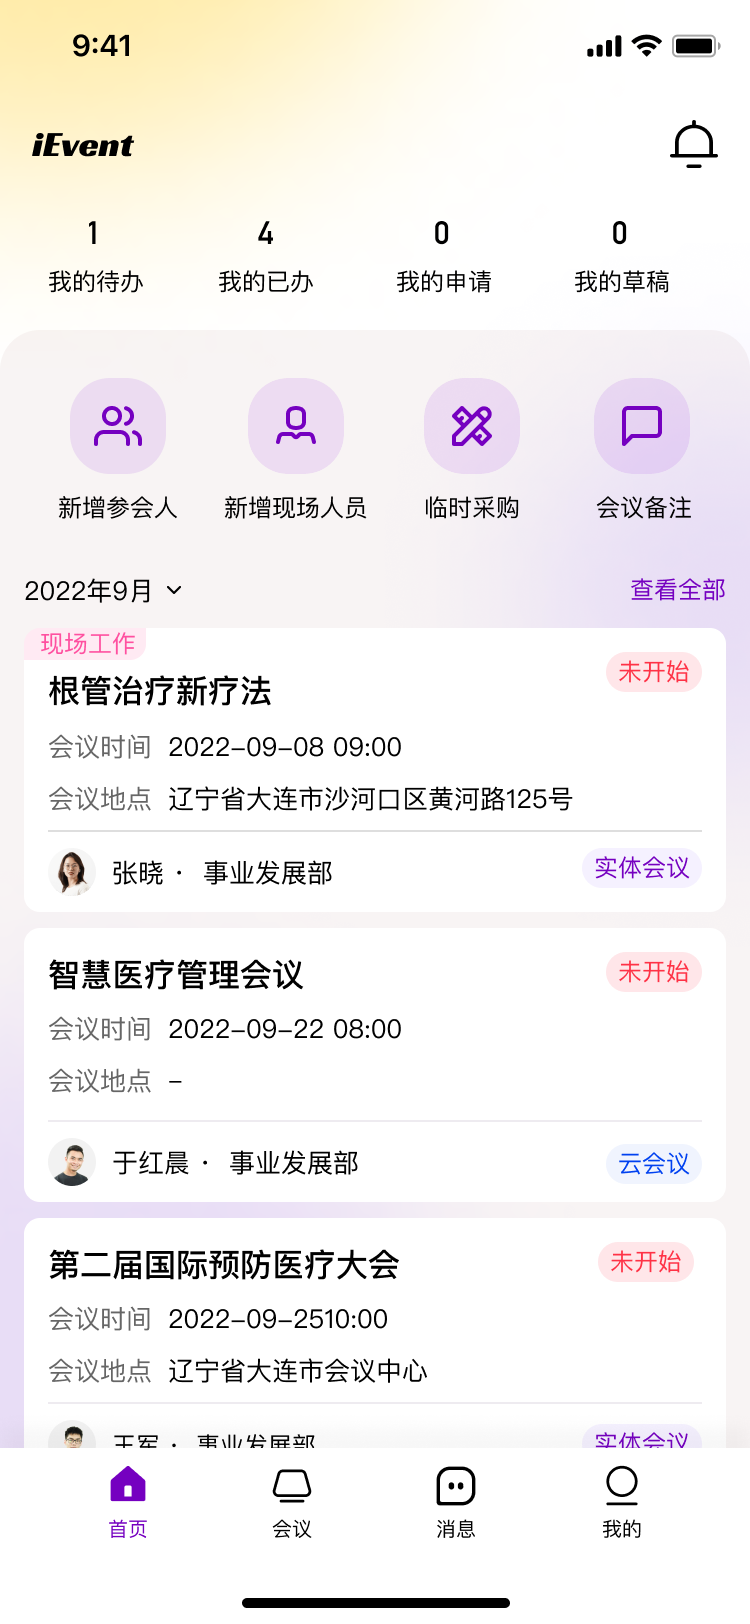 9:41
iEvent
1 4 0 0
我的待办 我的已办 我的申请 我的草稿
新增参会人 新增现场人员 临时采购 会议备注
2022年9月 查看全部
现场工作
根管治疗新疗法 未开始
会议时间 2022-09-08 09:00
会议地点 辽宁省大连市沙河口区黄河路125号
张晓 · 事业发展部 实体会议
智慧医疗管理会议 未开始
会议时间 2022-09-22 08:00
会议地点 -
于红晨 · 事业发展部 云会议
第二届国际预防医疗大会 未开始
会议时间 2022-09-2510:00
会议地点 辽宁省大连市会议中心
王军 · 事业发展部 实体会议
首页 会议 消息 我的